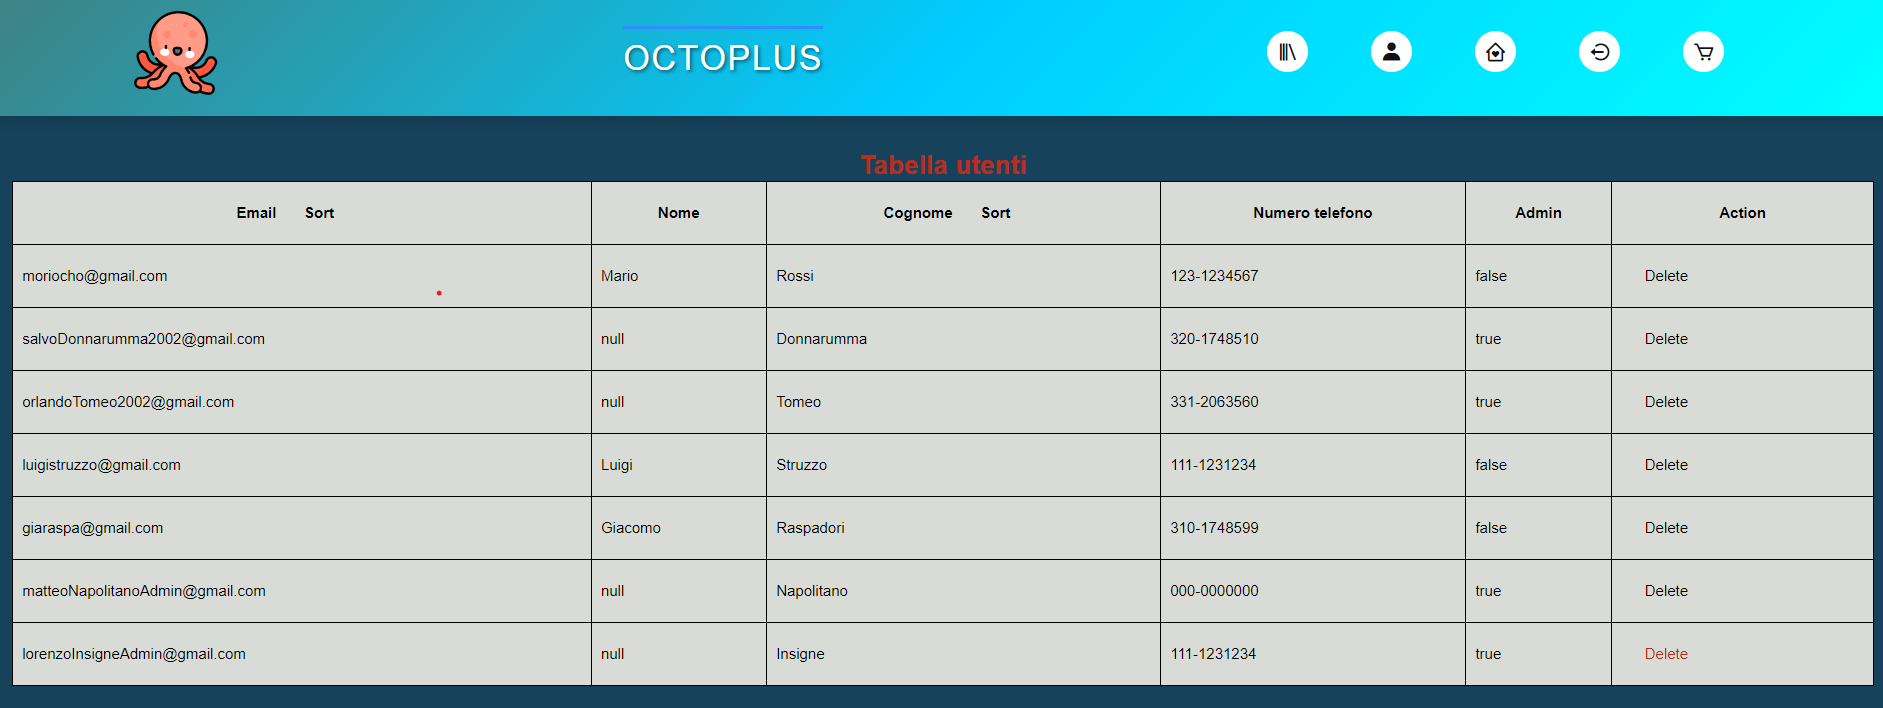 OCTOPLUS
Tabella utenti
Email Sort Nome Cognome Sort Numero telefono Admin Action
moriocho@gmail.com Mario Rossi 123-1234567 false Delete
salvoDonnarumma2002@gmail.com null Donnarumma 320-1748510 true Delete
orlandoTomeo2002@gmail.com null Tomeo 331-2063560 true Delete
luigistruzzo@gmail.com Luigi Struzzo 111-1231234 false Delete
giaraspa@gmail.com Giacomo Raspadori 310-1748599 false Delete
matteoNapolitanoAdmin@gmail.com null Napolitano 000-0000000 true Delete
lorenzoInsigneAdmin@gmail.com null Insigne 111-1231234 true Delete